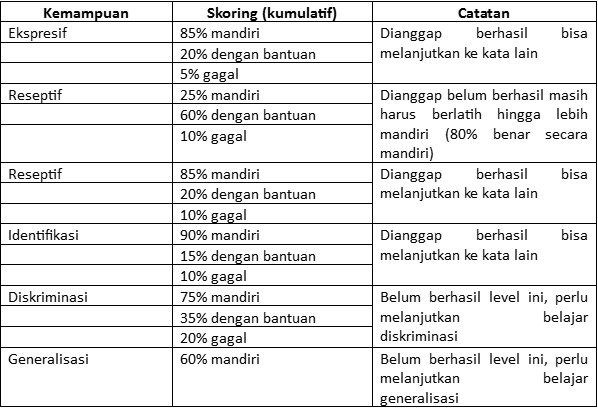 Kemampuan Skoring (kumulatif) Catatan
Ekspresif 85% mandiri Dianggap berhasil bisa
20% dengan bantuan melanjutkan ke kata lain
5% gagal
Reseptif 25% mandiri Dianggap belum berhasil masih
60% dengan bantuan harus berlatih hingga lebih
10% gagal mandiri (80% benar secara
mandiri)
Reseptif 85% mandiri Dianggap berhasil bisa
20% dengan bantuan melanjutkan ke kata lain
10% gagal
Identifikasi 90% mandiri Dianggap berhasil bisa
15% dengan bantuan melanjutkan ke kata lain
10% gagal
Diskriminasi 75% mandiri Belum berhasil level ini, perlu
35% dengan bantuan melanjutkan belajar
20% gagal diskriminasi
Generalisasi 60% mandiri Belum berhasil level ini, perlu
melanjutkan belajar
generalisasi